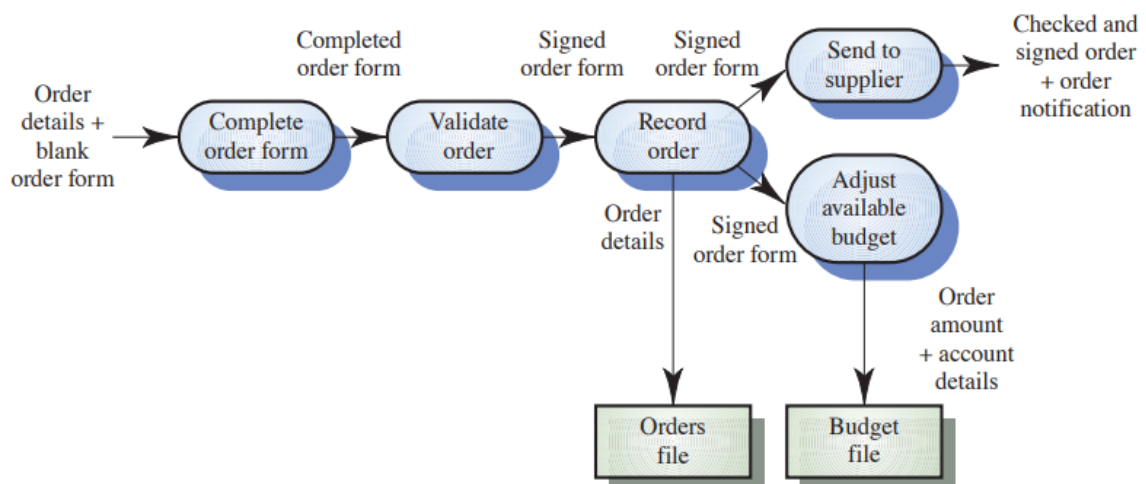 Order
details +
blank
order form
Complete
order form
Completed
order form
Validate
order
Signed
order form
Record
order
Signed
order form
Send to
supplier
Checked and
signed order
+ order
notification
Order
details
Signed
order form
Adjust
available
budget
Order
amount
+ account
details
Orders
file
Budget
file